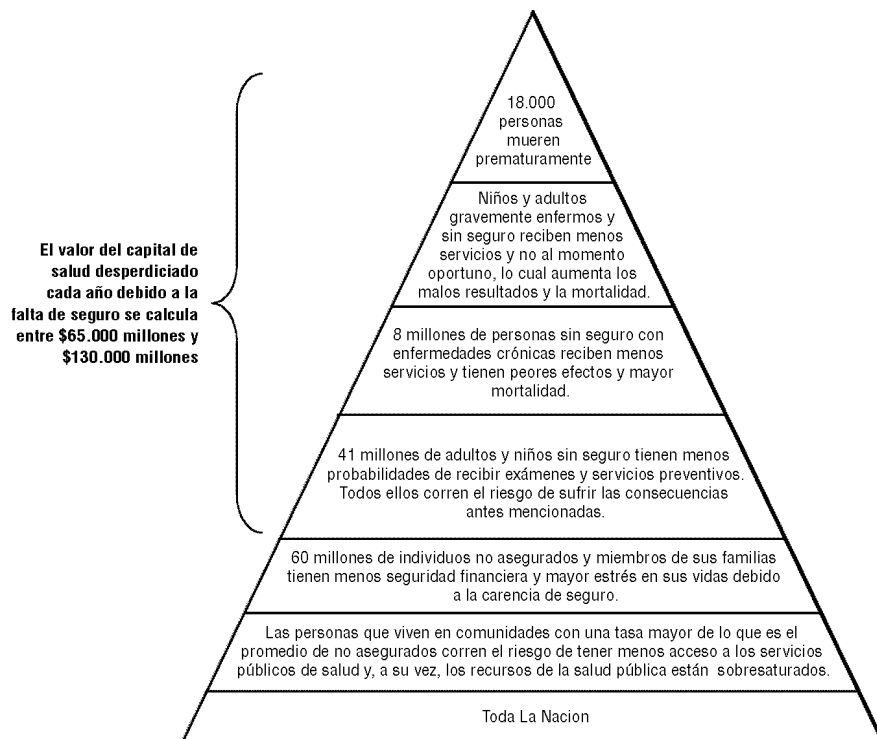 18.000
personas
mueren
prematuramente
Niños y adultos
gravemente enfermos y
sin seguro reciben menos
servicios y no al momento
oportuno, lo cual aumenta los
malos resultados y la mortalidad.
El valor del capital de
salud desperdiciado
cada año debido a la
falta de seguro se calcula
entre $65.000 millones y
$130.000 millones
8 millones de personas sin seguro con
enfermedades crónicas reciben menos
servicios y tienen peores efectos y mayor
mortalidad.
41 millones de adultos y niños sin seguro tienen menos
probabilidades de recibir exámenes y servicios preventivos.
Todos ellos corren el riesgo de sufrir las consecuencias
antes mencionadas.
60 millones de individuos no asegurados y miembros de sus familias
tienen menos seguridad financiera y mayor estrés en sus vidas debido
a la carencia de seguro.
Las personas que viven en comunidades con una tasa mayor de lo que es el
promedio de no asegurados corren el riesgo de tener menos acceso a los servicios
públicos de salud y, a su vez, los recursos de la salud pública están sobresaturados.
Toda La Nacion